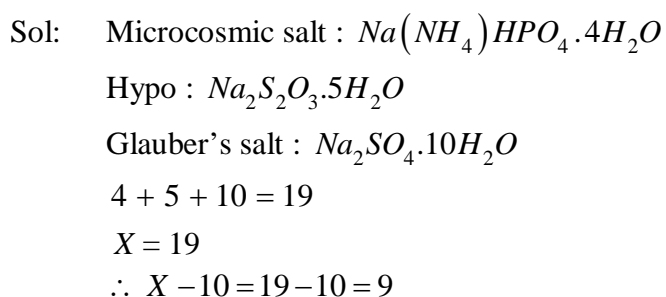 Sol: Microcosmic salt : Na(NH₄)HPO₄.4H₂O
Hypo : Na₂S₂O₃.5H₂O
Glauber's salt : Na₂SO₄.10H₂O
4 + 5 + 10 = 19
X = 19
∴ X − 10 = 19 − 10 = 9